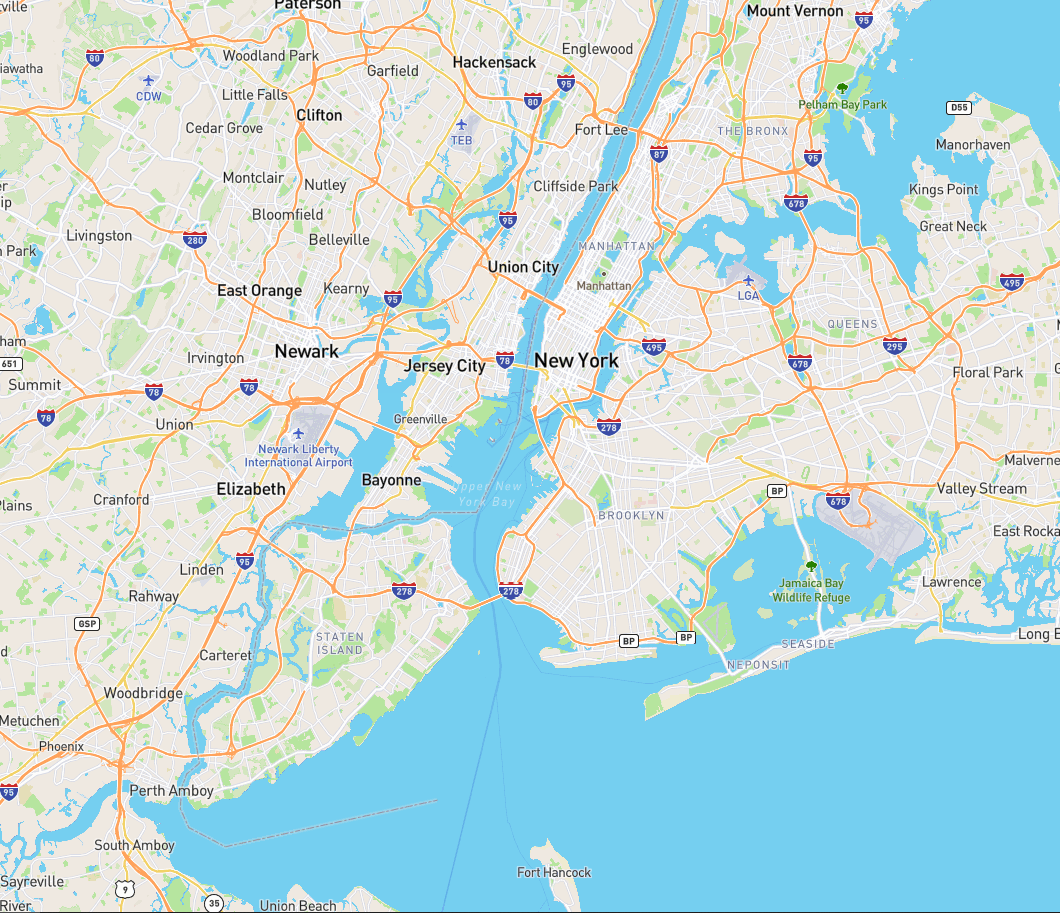 ville
Paterson
Mount Vernon
95
80
Woodland Park
Hackensack
Englewood
iawatha
CDW
Garfield
95
80
Little Falls
Pelham Bay Park
D55
Clifton
TEB
Cedar Grove
Fort Lee
THE BRONX
Manorhaven
87
95
Montclair
Nutley
Cliffside Park
Kings Point
er
ip
678
Bloomfield
95
Great Neck
Livingston
280
Belleville
MANHATTAN
n Park
Union City
Manhattan
495
East Orange
Kearny
95
LGA
QUEENS
ham
Newark
495
295
651
Irvington
Jersey City
78
New York
678
Floral Park
Summit
78
78
78
Greenville
Union
278
Newark Liberty
International Airport
Malverne
Elizabeth
Bayonne
Upper New
York Bay
BP
678
Valley Stream
Plains
Cranford
BROOKLYN
East Rocka
95
Linden
Jamaica Bay
Wildlife Refuge
Lawrence
Rahway
278
278
GSP
STATEN
ISLAND
BP
BP
SEASIDE
Long B
d
Carteret
NEPONSIT
Woodbridge
Metuchen
Phoenix
95
Perth Amboy
South Amboy
Fort Hancock
Sayreville
9
River
35
Union Beach